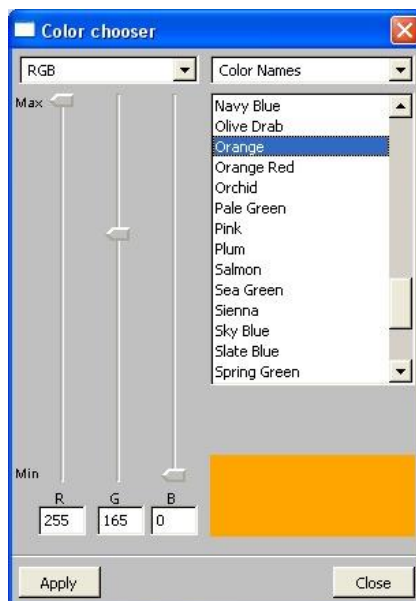 Color chooser
RGB
Color Names
Max
Navy Blue
Olive Drab
Orange
Orange Red
Orchid
Pale Green
Pink
Plum
Salmon
Sea Green
Sienna
Sky Blue
Slate Blue
Spring Green
Min
R G B
255 165 0
Apply Close